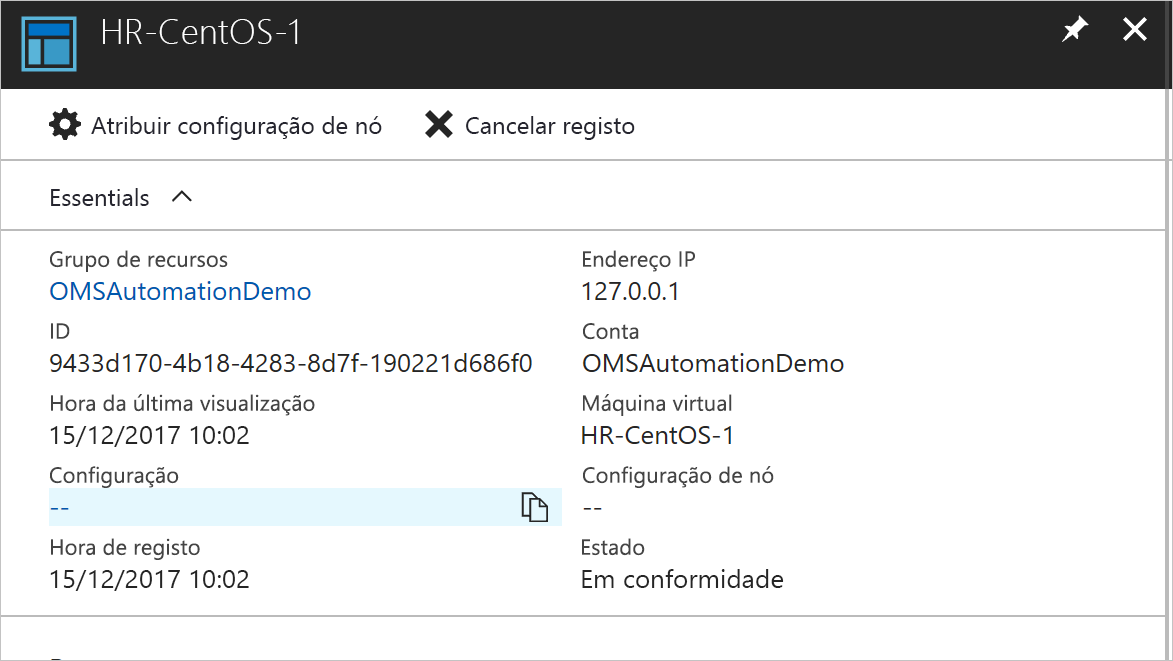 HR-CentOS-1
Atribuir configuração de nó
Cancelar registo
Essentials
Grupo de recursos
OMSAutomationDemo
ID
9433d170-4b18-4283-8d7f-190221d686f0
Hora da última visualização
15/12/2017 10:02
Configuração
--
Hora de registo
15/12/2017 10:02
Endereço IP
127.0.0.1
Conta
OMSAutomationDemo
Máquina virtual
HR-CentOS-1
Configuração de nó
--
Estado
Em conformidade